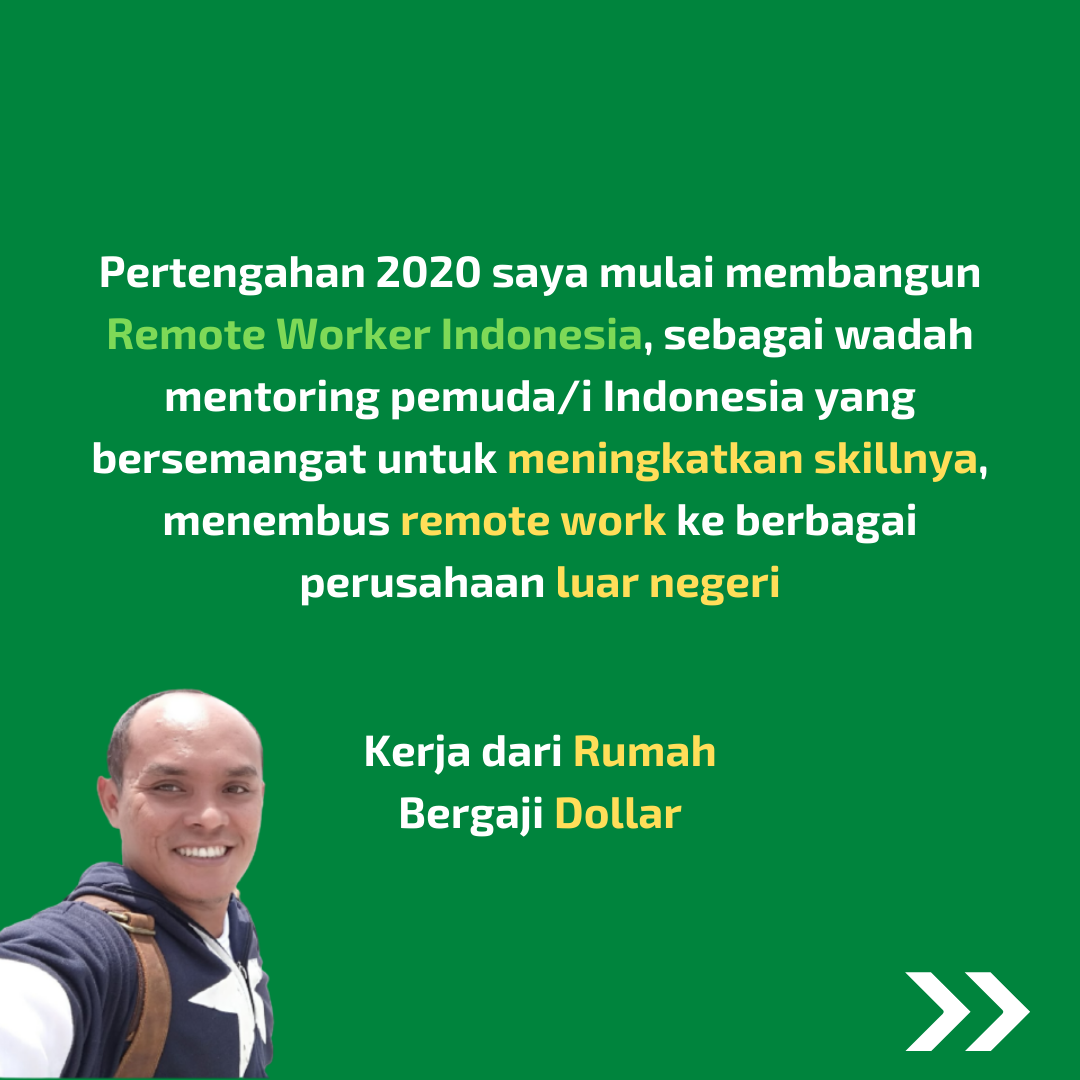 Pertengahan 2020 saya mulai membangun
Remote Worker Indonesia, sebagai wadah
mentoring pemuda/i Indonesia yang
bersemangat untuk meningkatkan skillnya,
menembus remote work ke berbagai
perusahaan luar negeri
Kerja dari Rumah
Bergaji Dollar